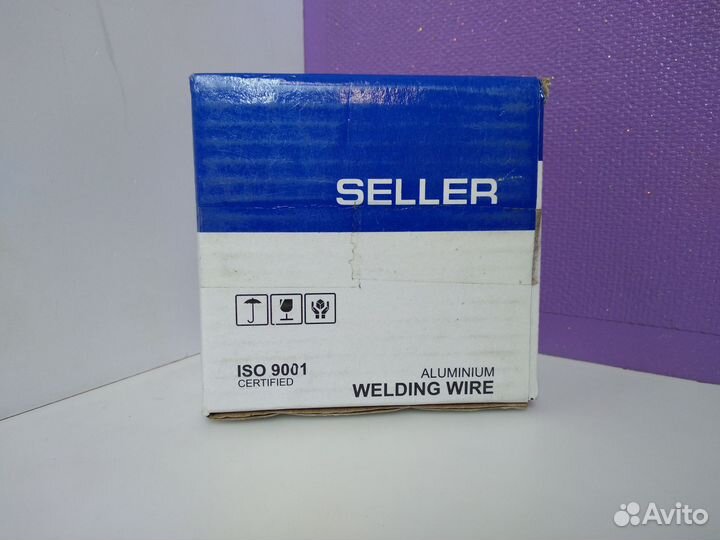 SELLER
ISO 9001
CERTIFIED
ALUMINIUM
WELDING WIRE
Avito